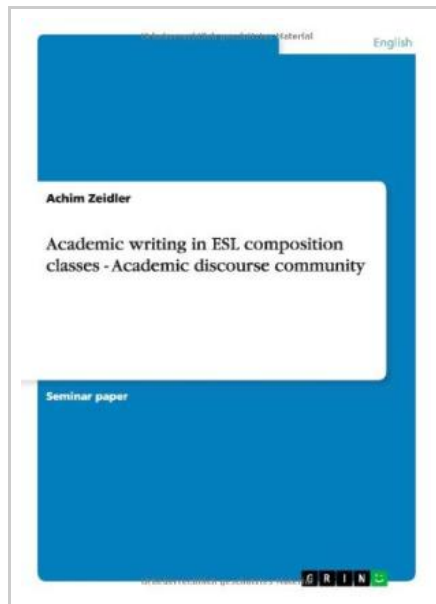 English
Achim Zeidler
Academic writing in ESL composition
classes - Academic discourse community
Seminar paper
GRIN